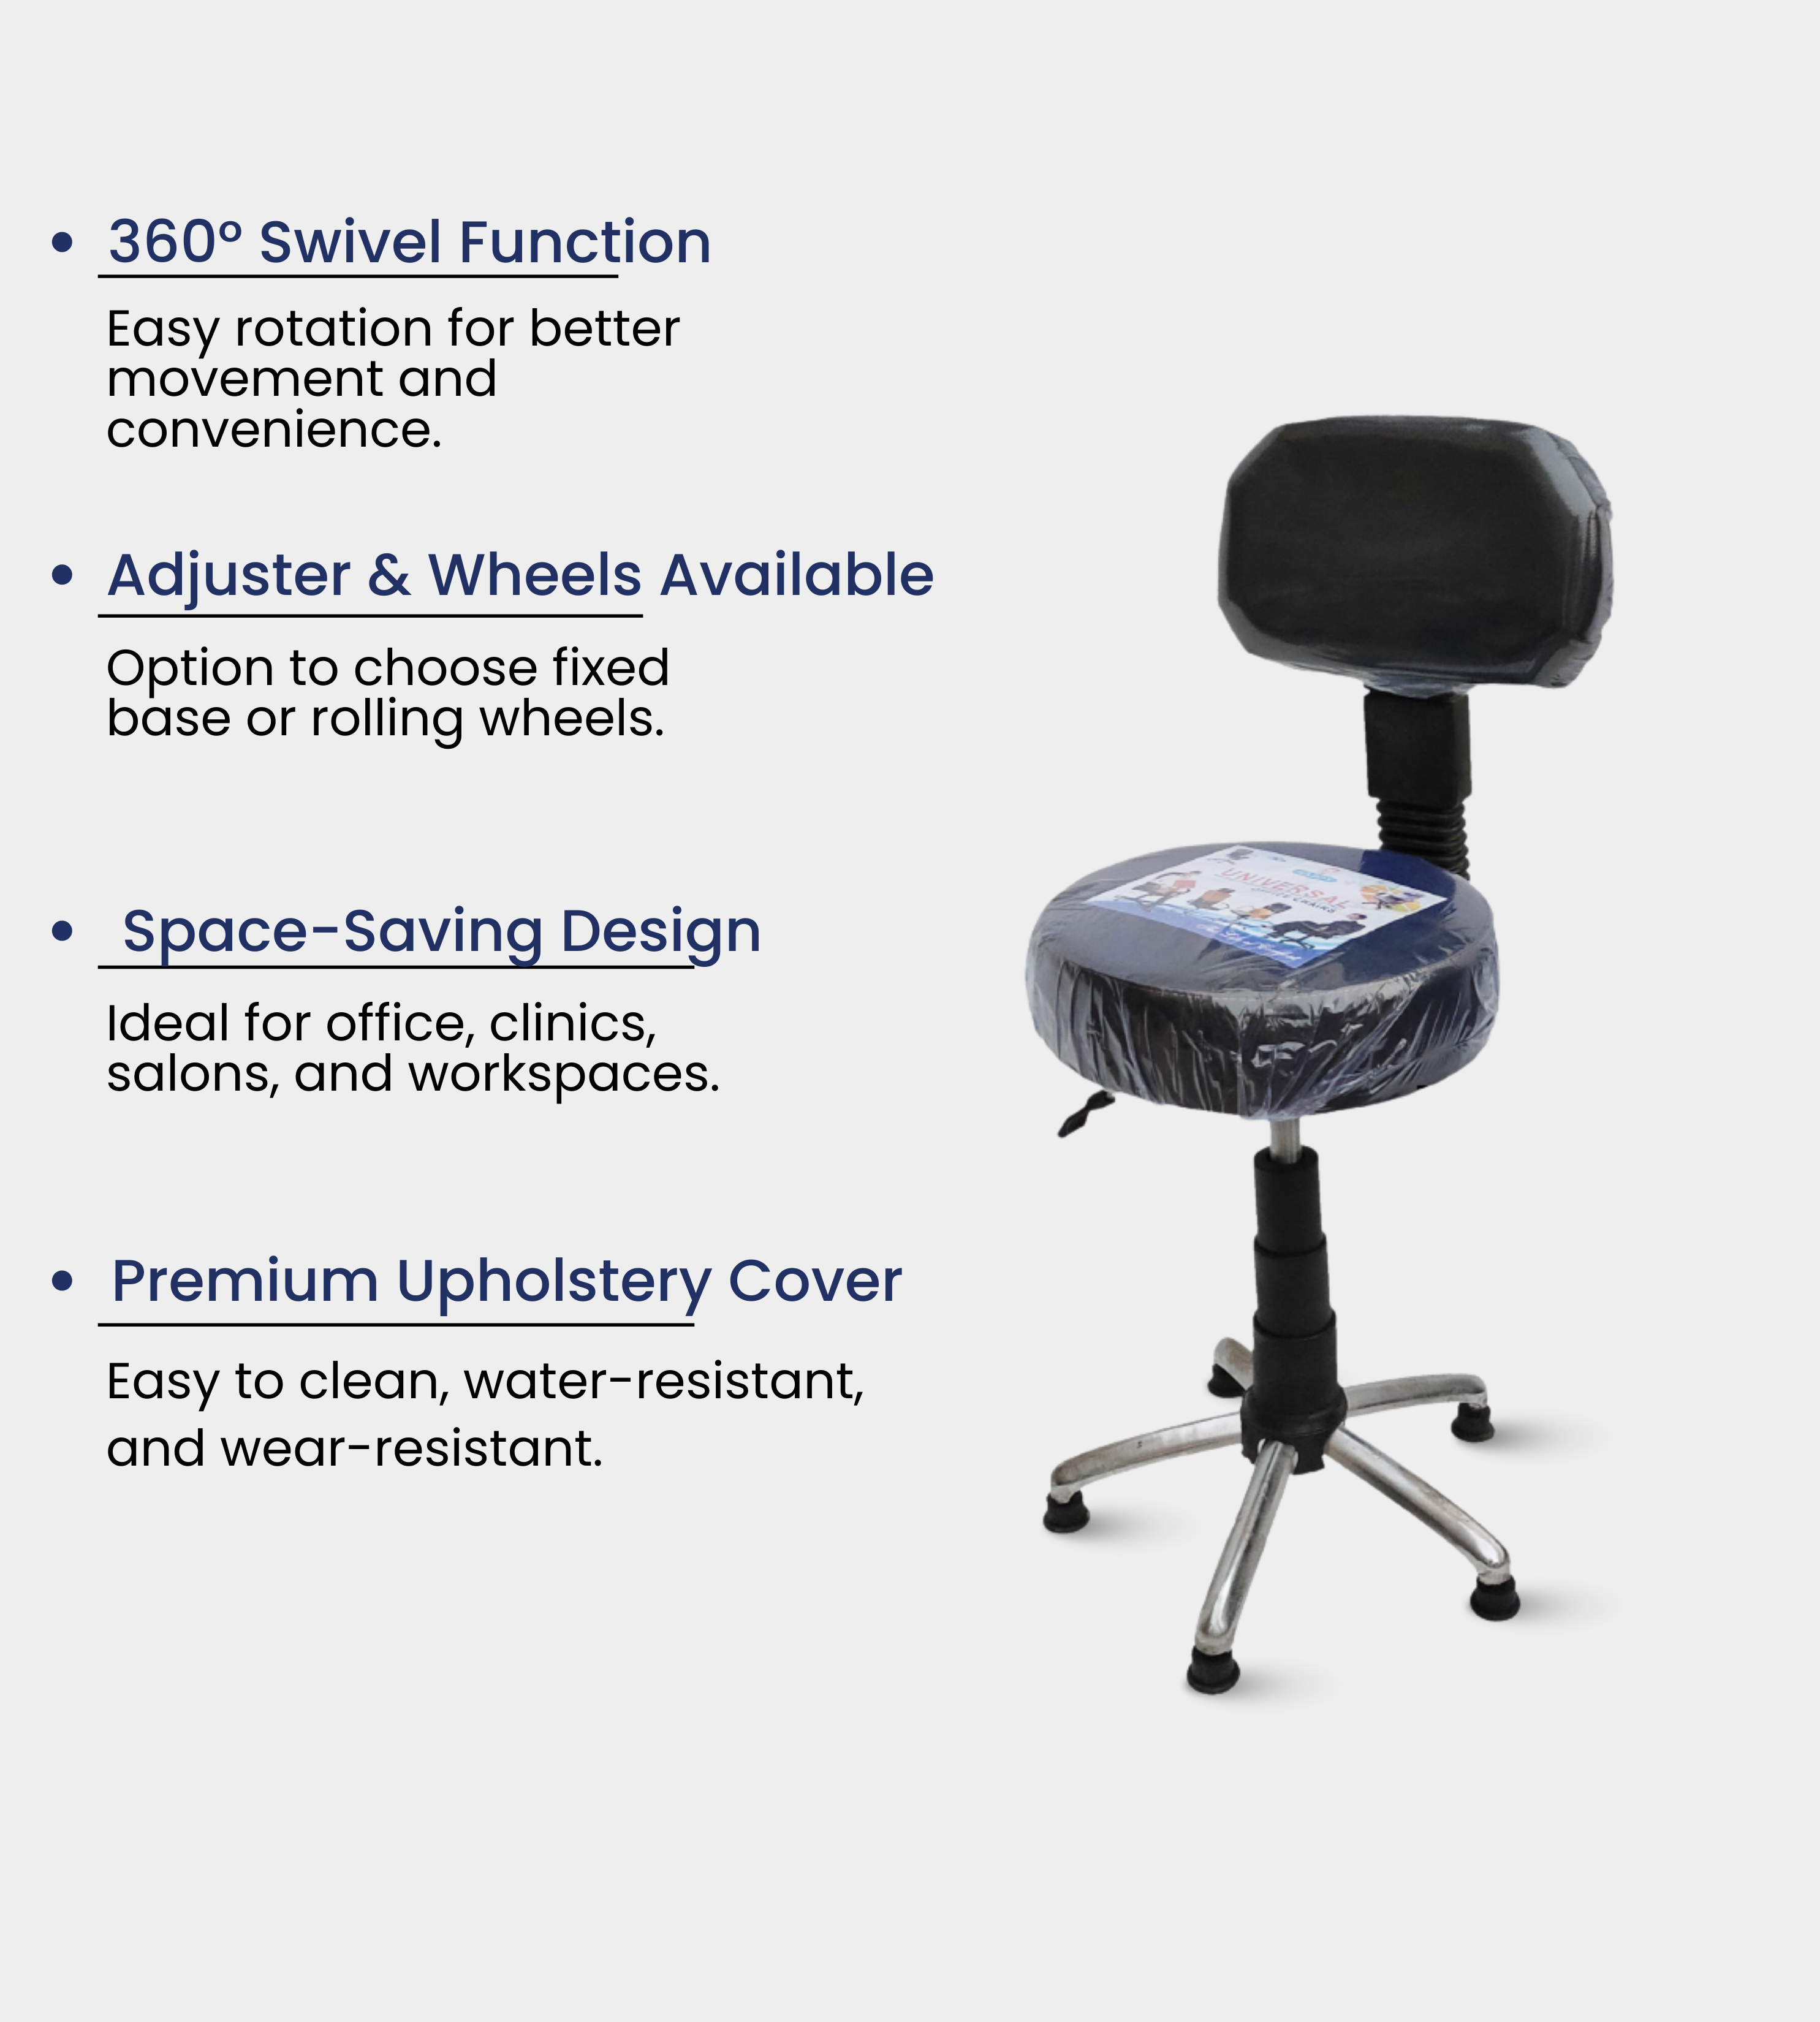 • 360° Swivel Function
Easy rotation for better
movement and
convenience.
• Adjuster & Wheels Available
Option to choose fixed
base or rolling wheels.
• Space-Saving Design
Ideal for office, clinics,
salons, and workspaces.
• Premium Upholstery Cover
Easy to clean, water-resistant,
and wear-resistant.
UNIVERSAL